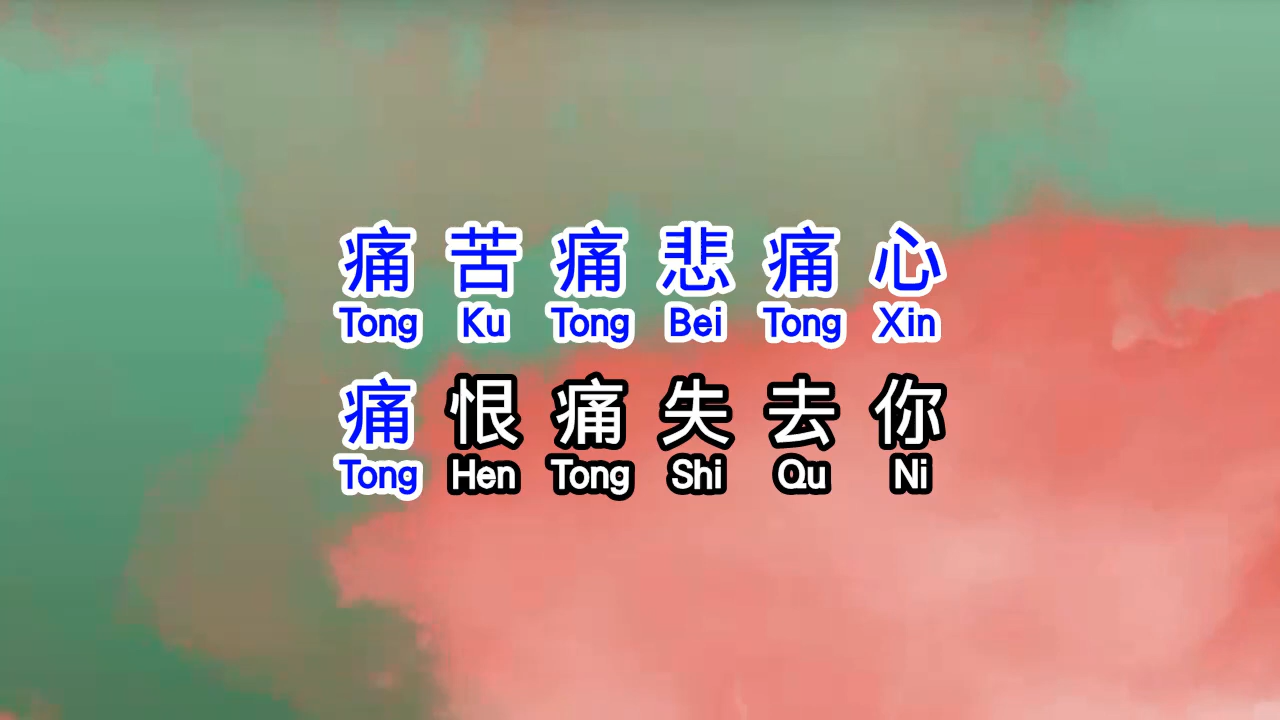 痛 苦 痛 悲 痛 心
Tong Ku Tong Bei Tong Xin
痛 恨 痛 失 去 你
Tong Hen Tong Shi Qu Ni